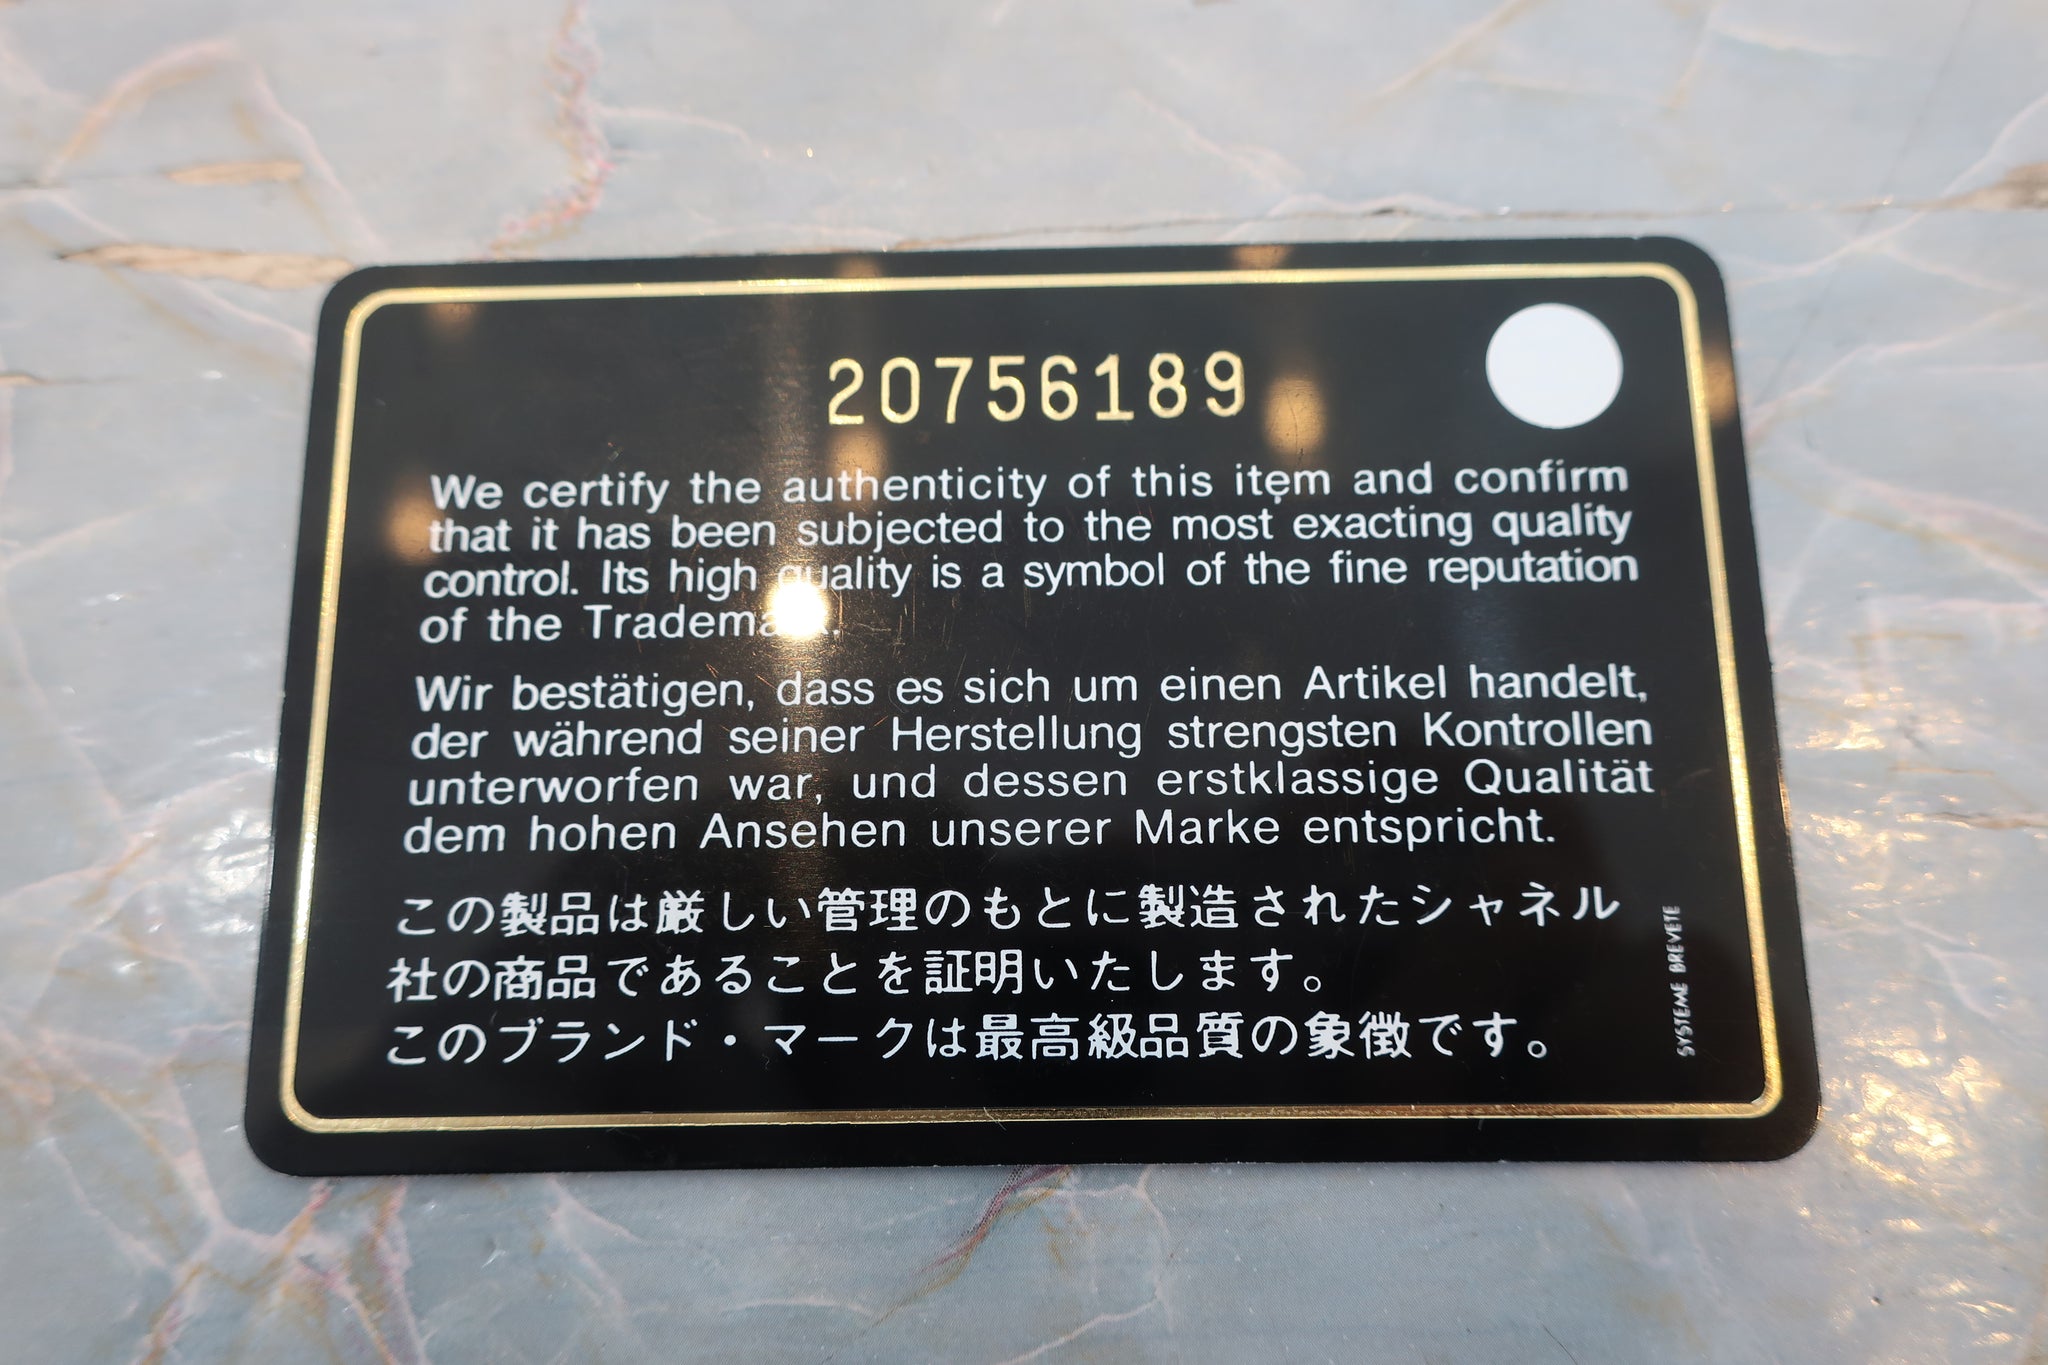 20756189
We certify the authenticity of this item and confirm
that it has been subjected to the most exacting quality
control. Its high quality is a symbol of the fine reputation
of the Trademark.
Wir bestätigen, dass es sich um einen Artikel handelt,
der während seiner Herstellung strengsten Kontrollen
unterworfen war, und dessen erstklassige Qualität
dem hohen Ansehen unserer Marke entspricht.
この製品は厳しい管理のもとに製造されたシャネル
社の商品であることを証明いたします。
このブランド・マークは最高級品質の象徴です。
SYSTEME BREVETE